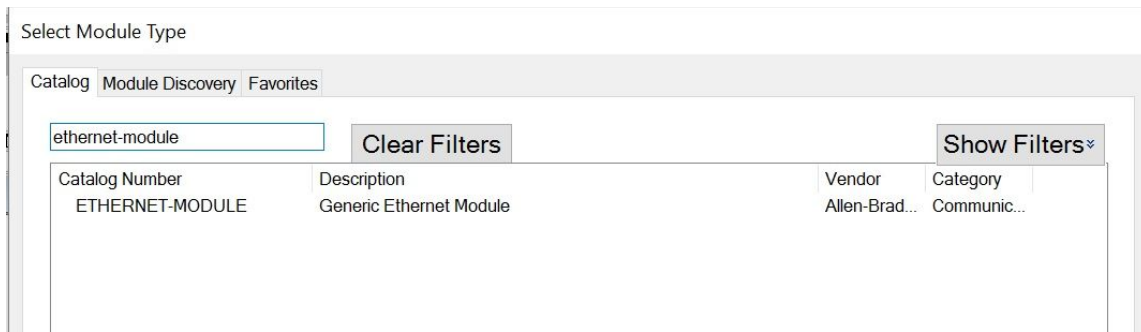 Select Module Type
Catalog Module Discovery Favorites
ethernet-module Clear Filters Show Filters
Catalog Number Description Vendor Category
ETHERNET-MODULE Generic Ethernet Module Allen-Brad... Communic...